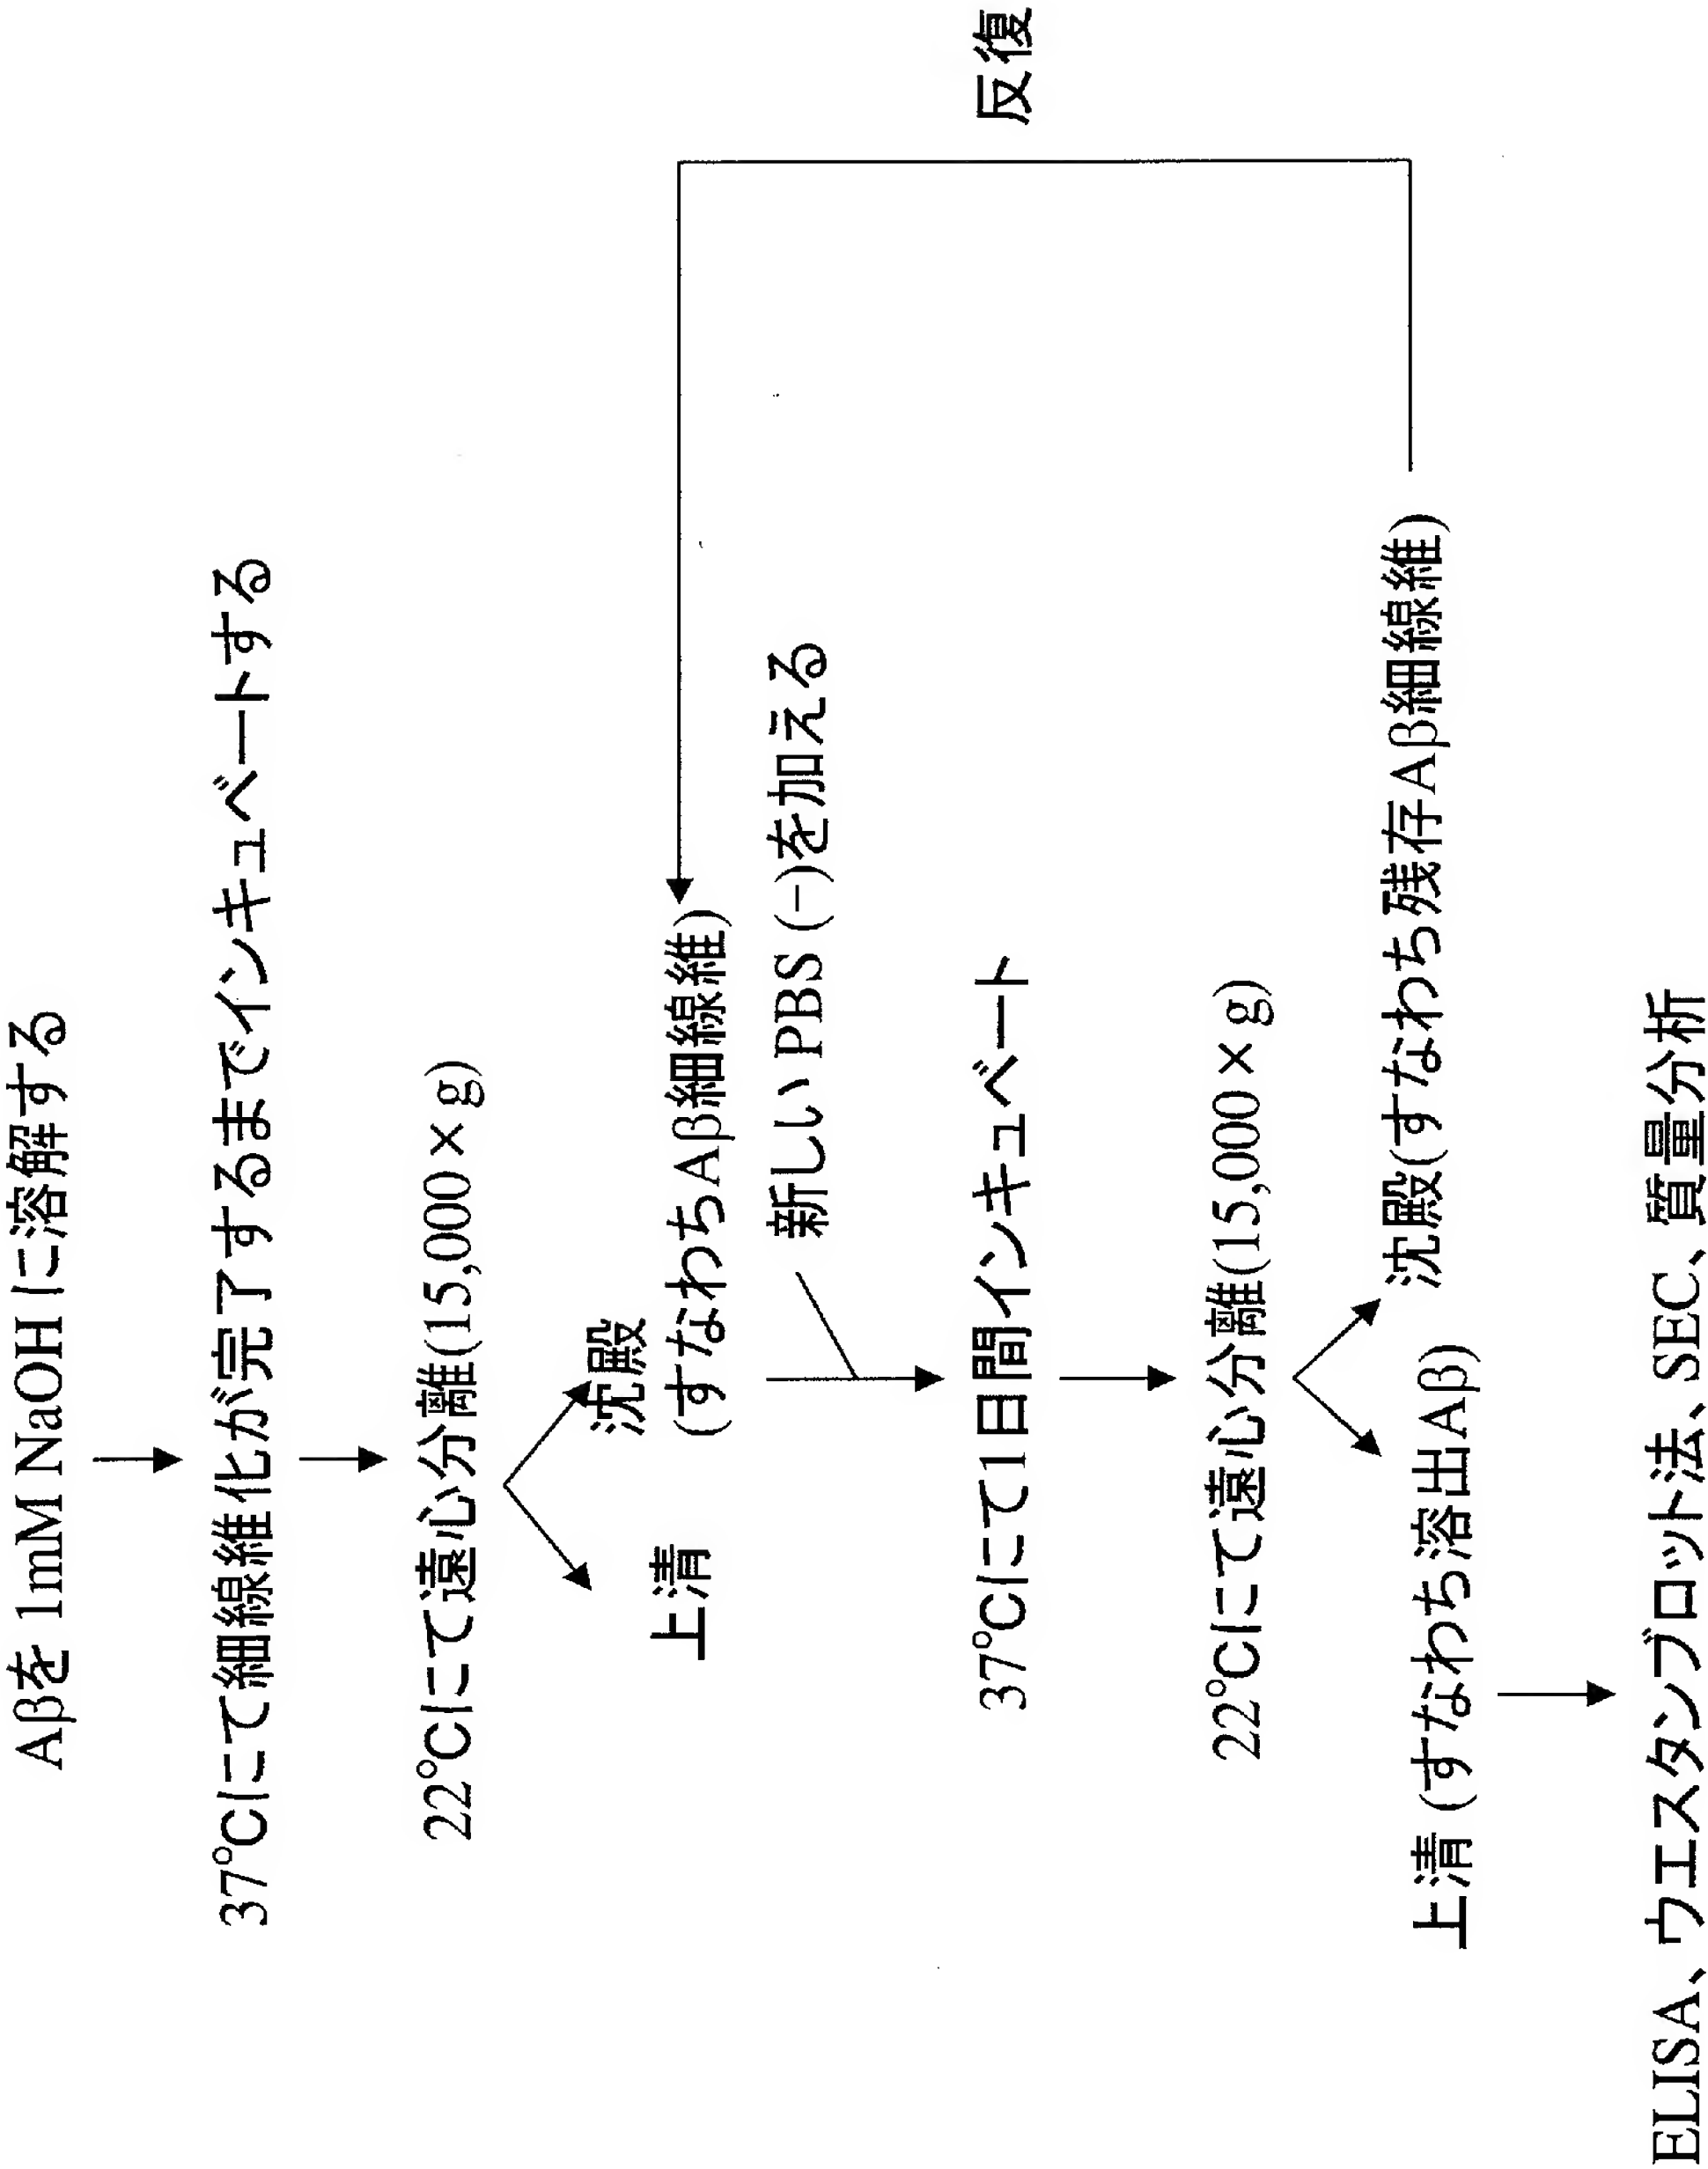 Aβを 1mM NaOH に溶解する
37℃にて細線維化が完了するまでインキュベートする
22℃にて遠心分離(15,000×g)
上清
沈殿
(すなわちAβ細線維)
新しいPBS (−)を加える
37℃にて1日間インキュベート
22℃にて遠心分離(15,000×g)
上清 (すなわち溶出Aβ)
沈殿(すなわち残存Aβ細線維)
反復
ELISA、ウエスタンブロット法、SEC、質量分析